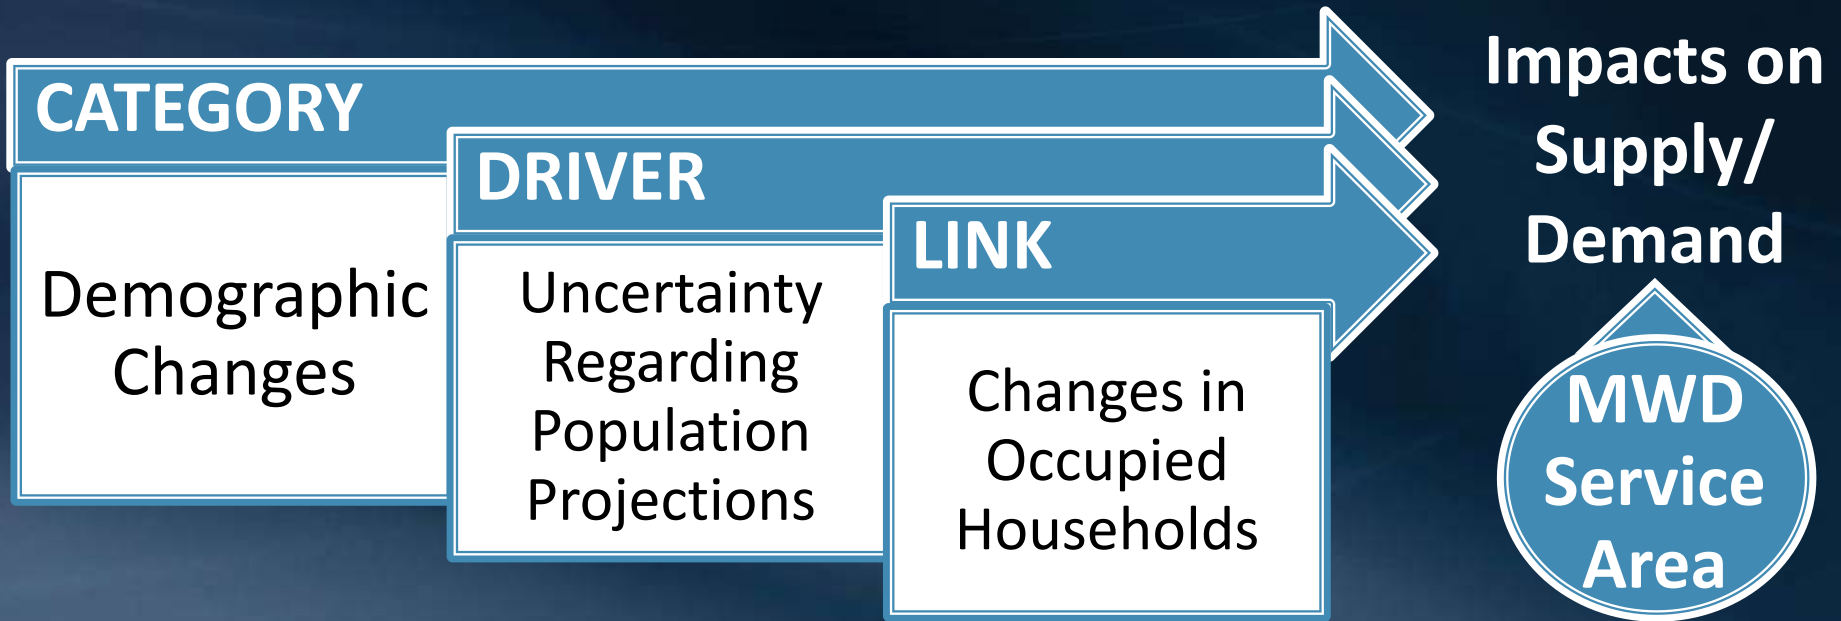 CATEGORY
Demographic
Changes
DRIVER
Uncertainty
Regarding
Population
Projections
LINK
Changes in
Occupied
Households
Impacts on
Supply/
Demand
MWD
Service
Area